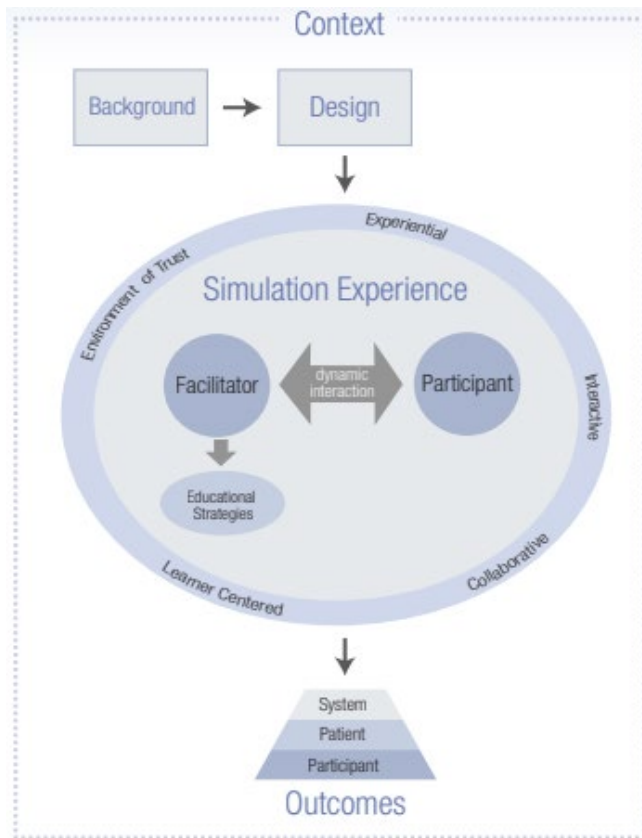 Context
Background
Design
Experiential
Environment of Trust
Simulation Experience
Facilitator
dynamic
interaction
Participant
Interactive
Educational
Strategies
Learner Centered
Collaborative
System
Patient
Participant
Outcomes